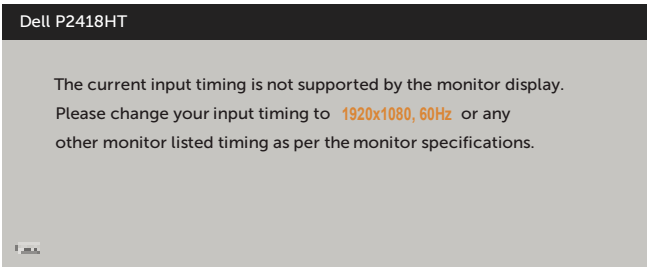 Dell P2418HT
The current input timing is not supported by the monitor display.
Please change your input timing to 1920x1080, 60Hz or any
other monitor listed timing as per the monitor specifications.